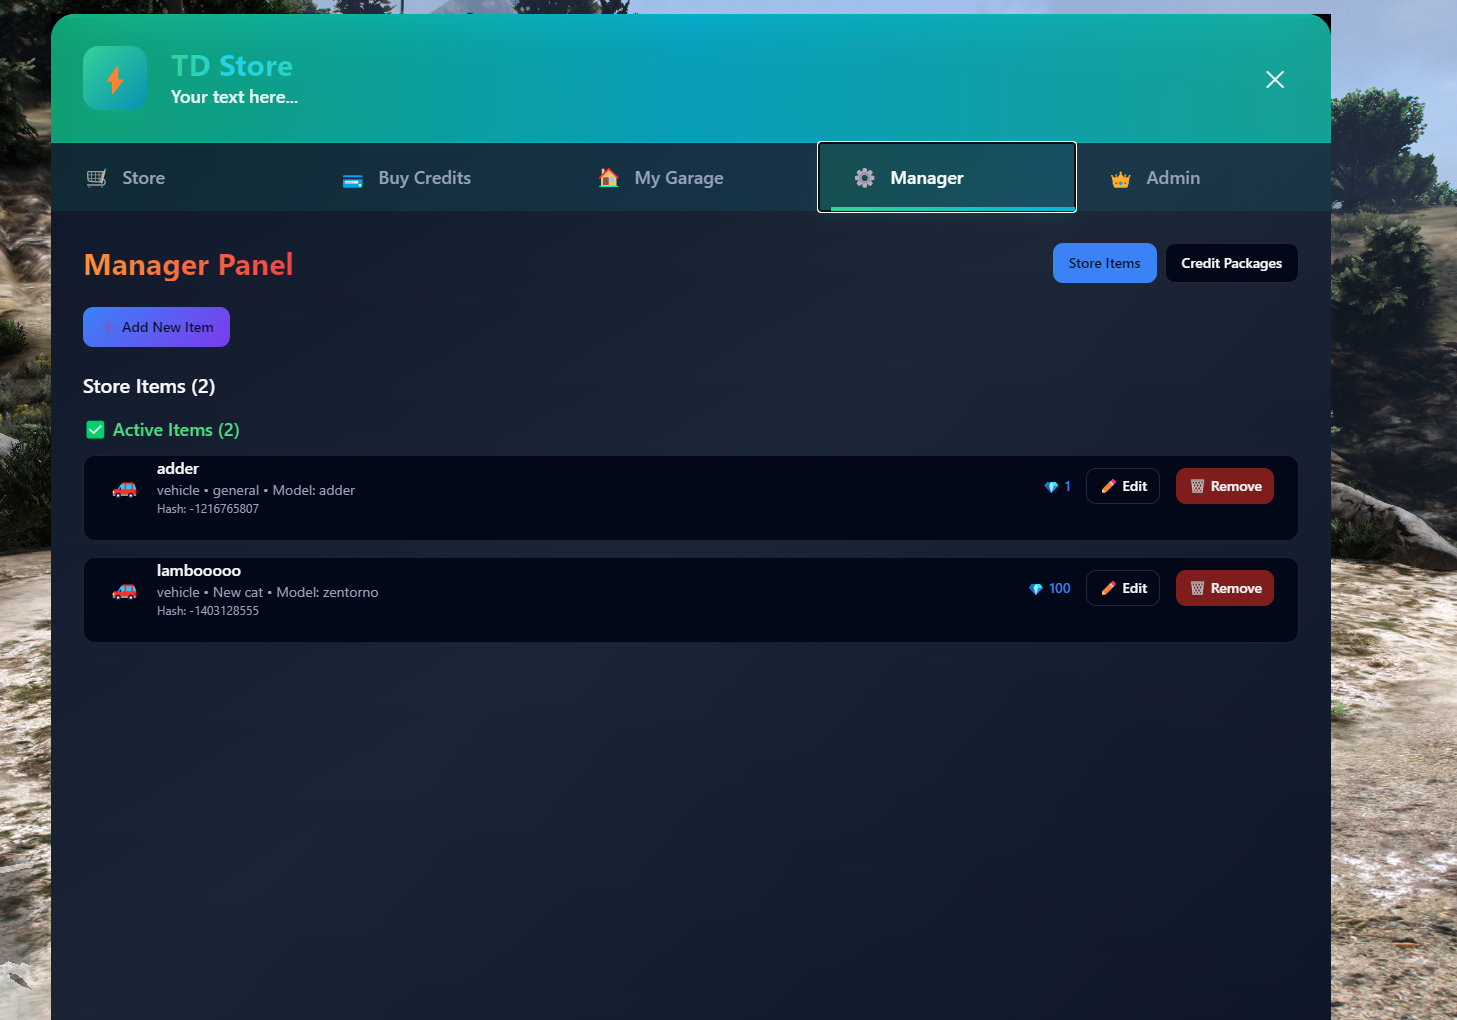 TD Store
Your text here...
Store
Buy Credits
My Garage
Manager
Admin
Manager Panel
Store Items
Credit Packages
Add New Item
Store Items (2)
Active Items (2)
adder
vehicle • general • Model: adder
Hash: -1216765807
1
Edit
Remove
lambooooo
vehicle • New cat • Model: zentorno
Hash: -1403128555
100
Edit
Remove